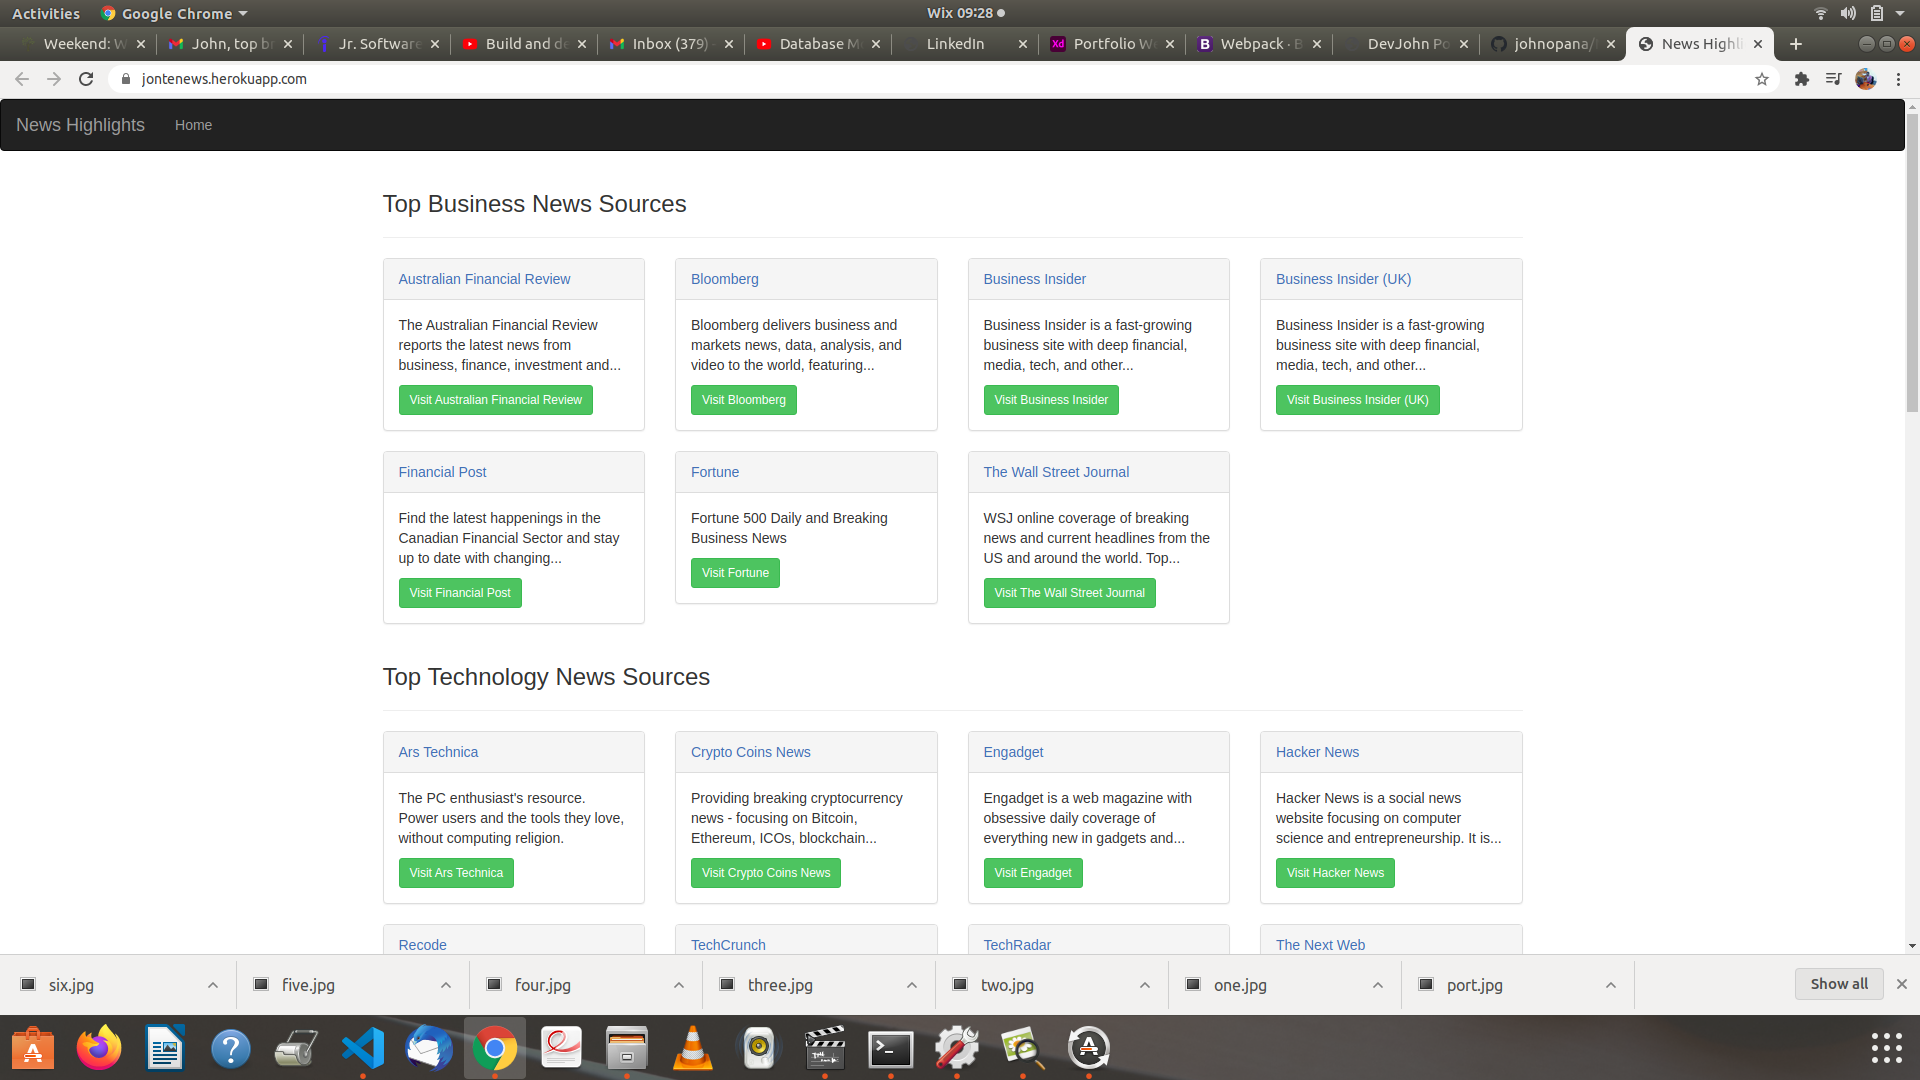 Activities Google Chrome Wix 09:28
Weekend: W John, top br Jr. Software Build and de Inbox (379) - Database M LinkedIn Portfolio W Webpack · B DevJohn Po johnopana/ News Highli
jontenews.herokuapp.com
News Highlights Home
Top Business News Sources
Australian Financial Review
The Australian Financial Review
reports the latest news from
business, finance, investment and...
Visit Australian Financial Review
Bloomberg
Bloomberg delivers business and
markets news, data, analysis, and
video to the world, featuring...
Visit Bloomberg
Business Insider
Business Insider is a fast-growing
business site with deep financial,
media, tech, and other...
Visit Business Insider
Business Insider (UK)
Business Insider is a fast-growing
business site with deep financial,
media, tech, and other...
Visit Business Insider (UK)
Financial Post
Find the latest happenings in the
Canadian Financial Sector and stay
up to date with changing...
Visit Financial Post
Fortune
Fortune 500 Daily and Breaking
Business News
Visit Fortune
The Wall Street Journal
WSJ online coverage of breaking
news and current headlines from the
US and around the world. Top...
Visit The Wall Street Journal
Top Technology News Sources
Ars Technica
The PC enthusiast's resource.
Power users and the tools they love,
without computing religion.
Visit Ars Technica
Crypto Coins News
Providing breaking cryptocurrency
news - focusing on Bitcoin,
Ethereum, ICOs, blockchain...
Visit Crypto Coins News
Engadget
Engadget is a web magazine with
obsessive daily coverage of
everything new in gadgets and...
Visit Engadget
Hacker News
Hacker News is a social news
website focusing on computer
science and entrepreneurship. It is...
Visit Hacker News
Recode
TechCrunch
TechRadar
The Next Web
six.jpg five.jpg four.jpg three.jpg two.jpg one.jpg port.jpg Show all